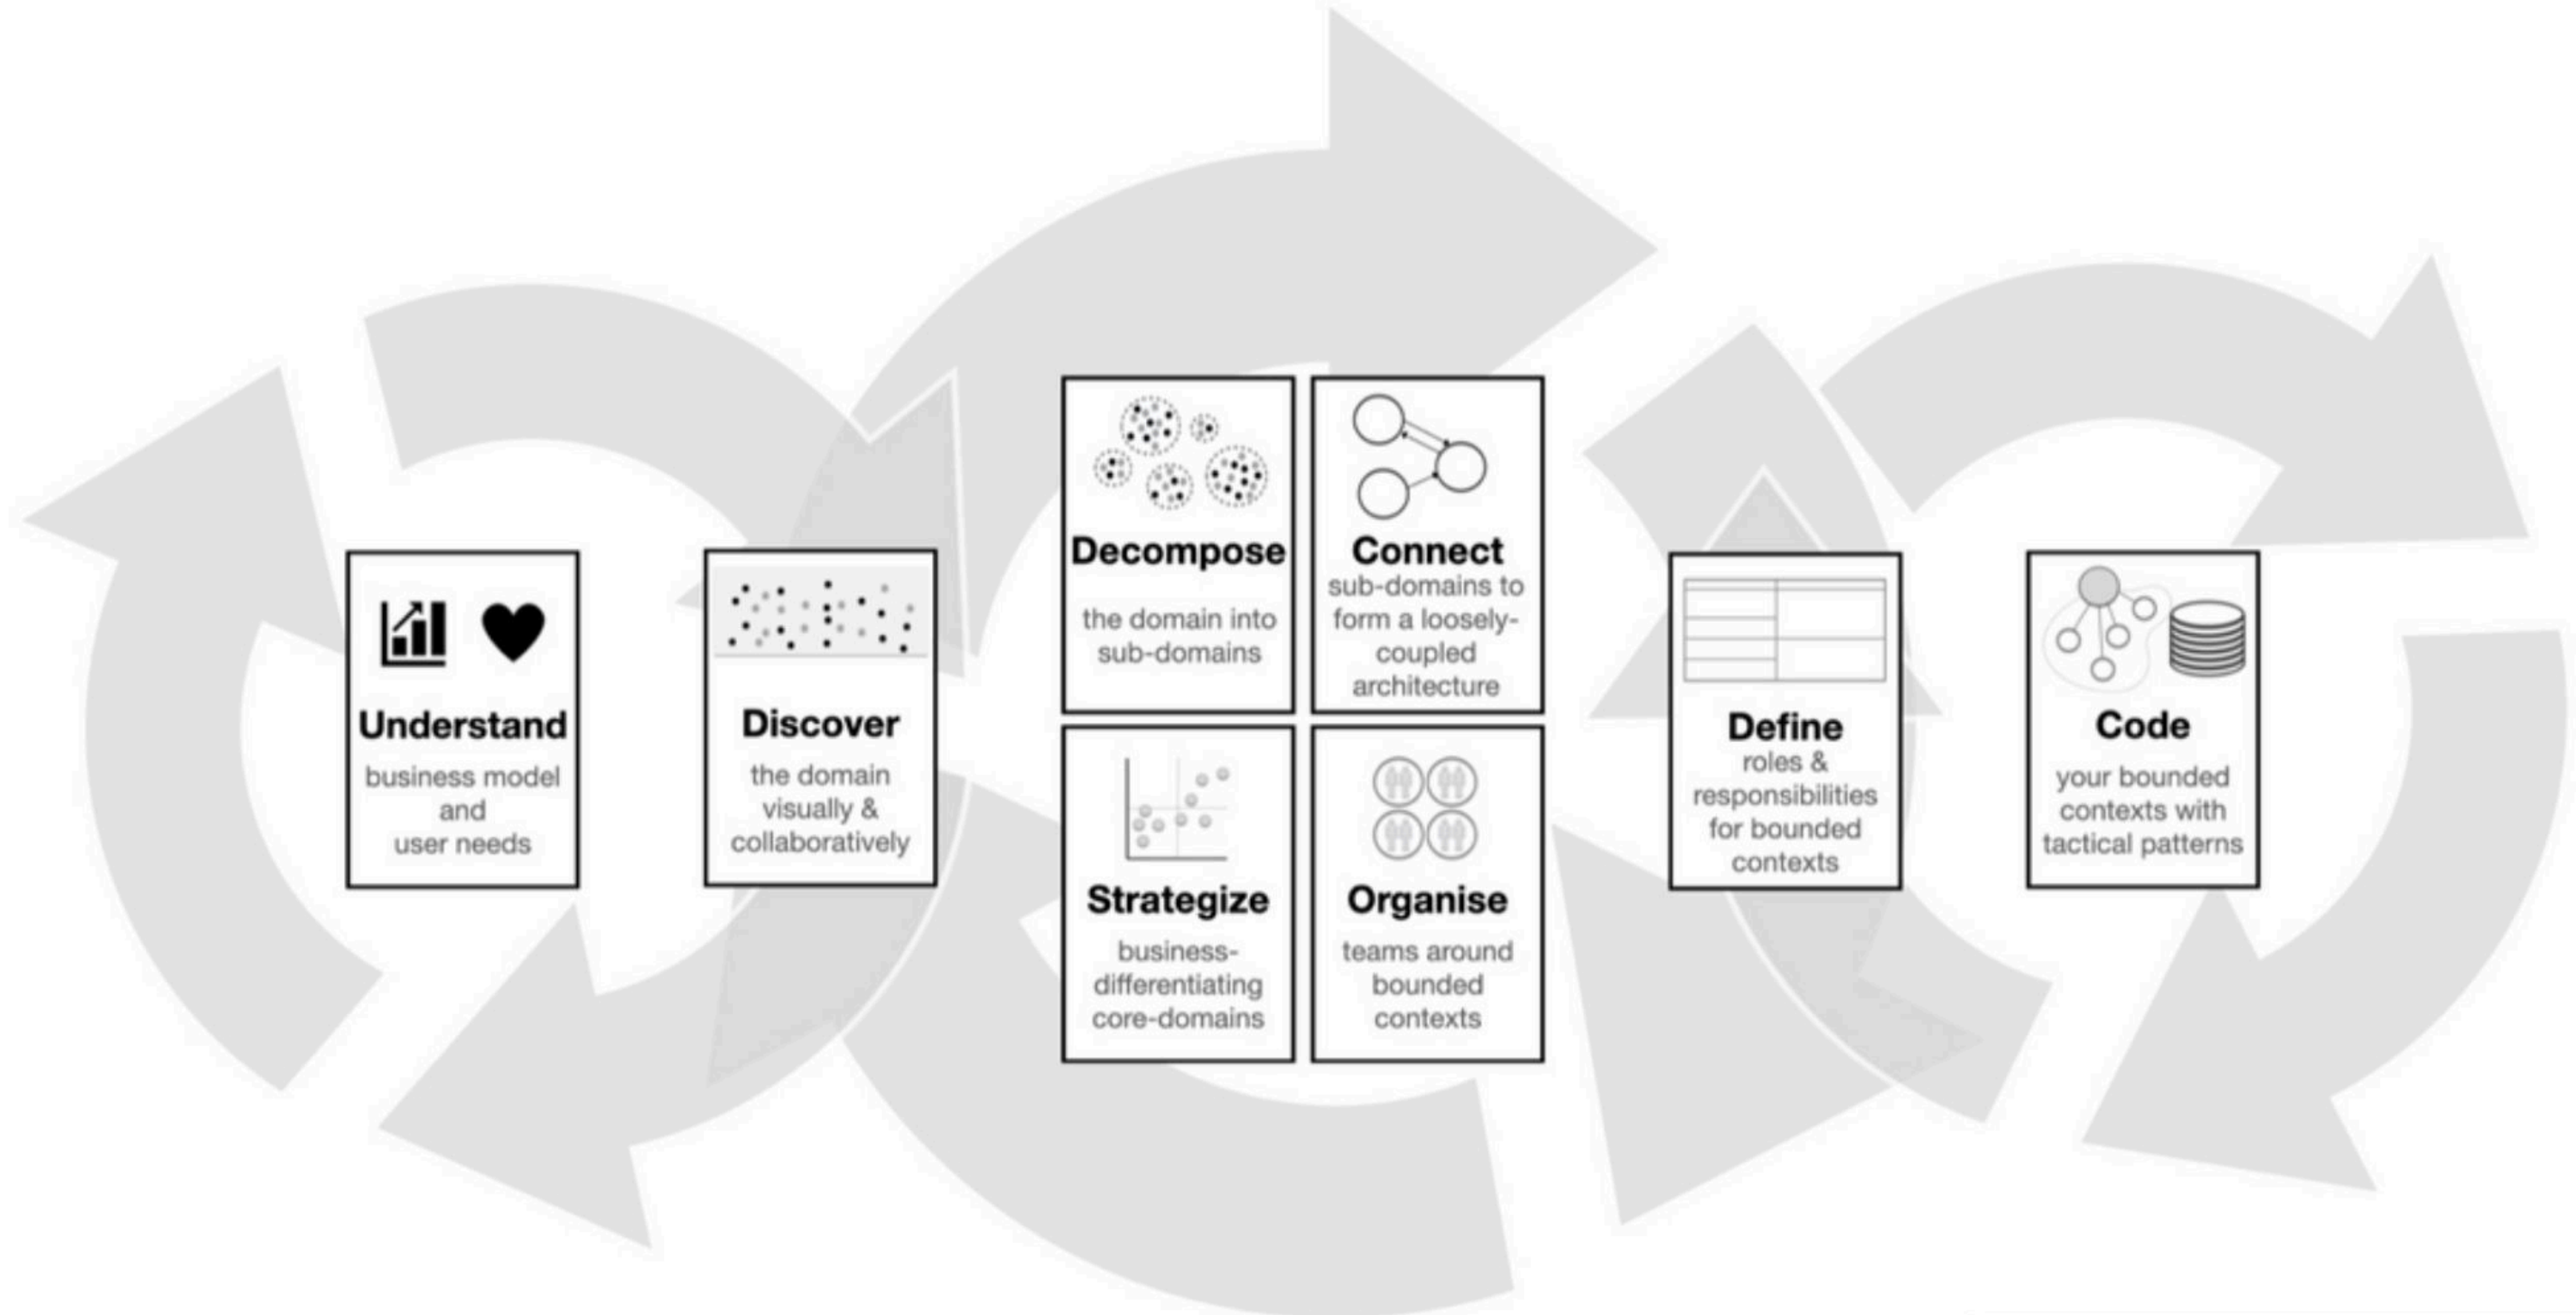 Understand
business model
and
user needs
Discover
the domain
visually &
collaboratively
Decompose
the domain into
sub-domains
Connect
sub-domains to
form a loosely-
coupled
architecture
Strategize
business-
differentiating
core-domains
Organise
teams around
bounded
contexts
Define
roles &
responsibilities
for bounded
contexts
Code
your bounded
contexts with
tactical patterns